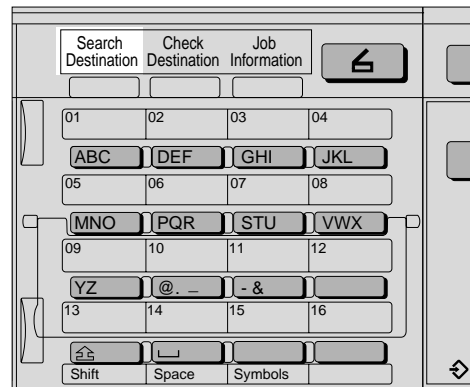 Search Check Job
Destination Destination Information
01 02 03 04
ABC DEF GHI JKL
05 06 07 08
MNO PQR STU VWX
09 10 11 12
YZ @. _ - &
13 14 15 16
Shift Space Symbols